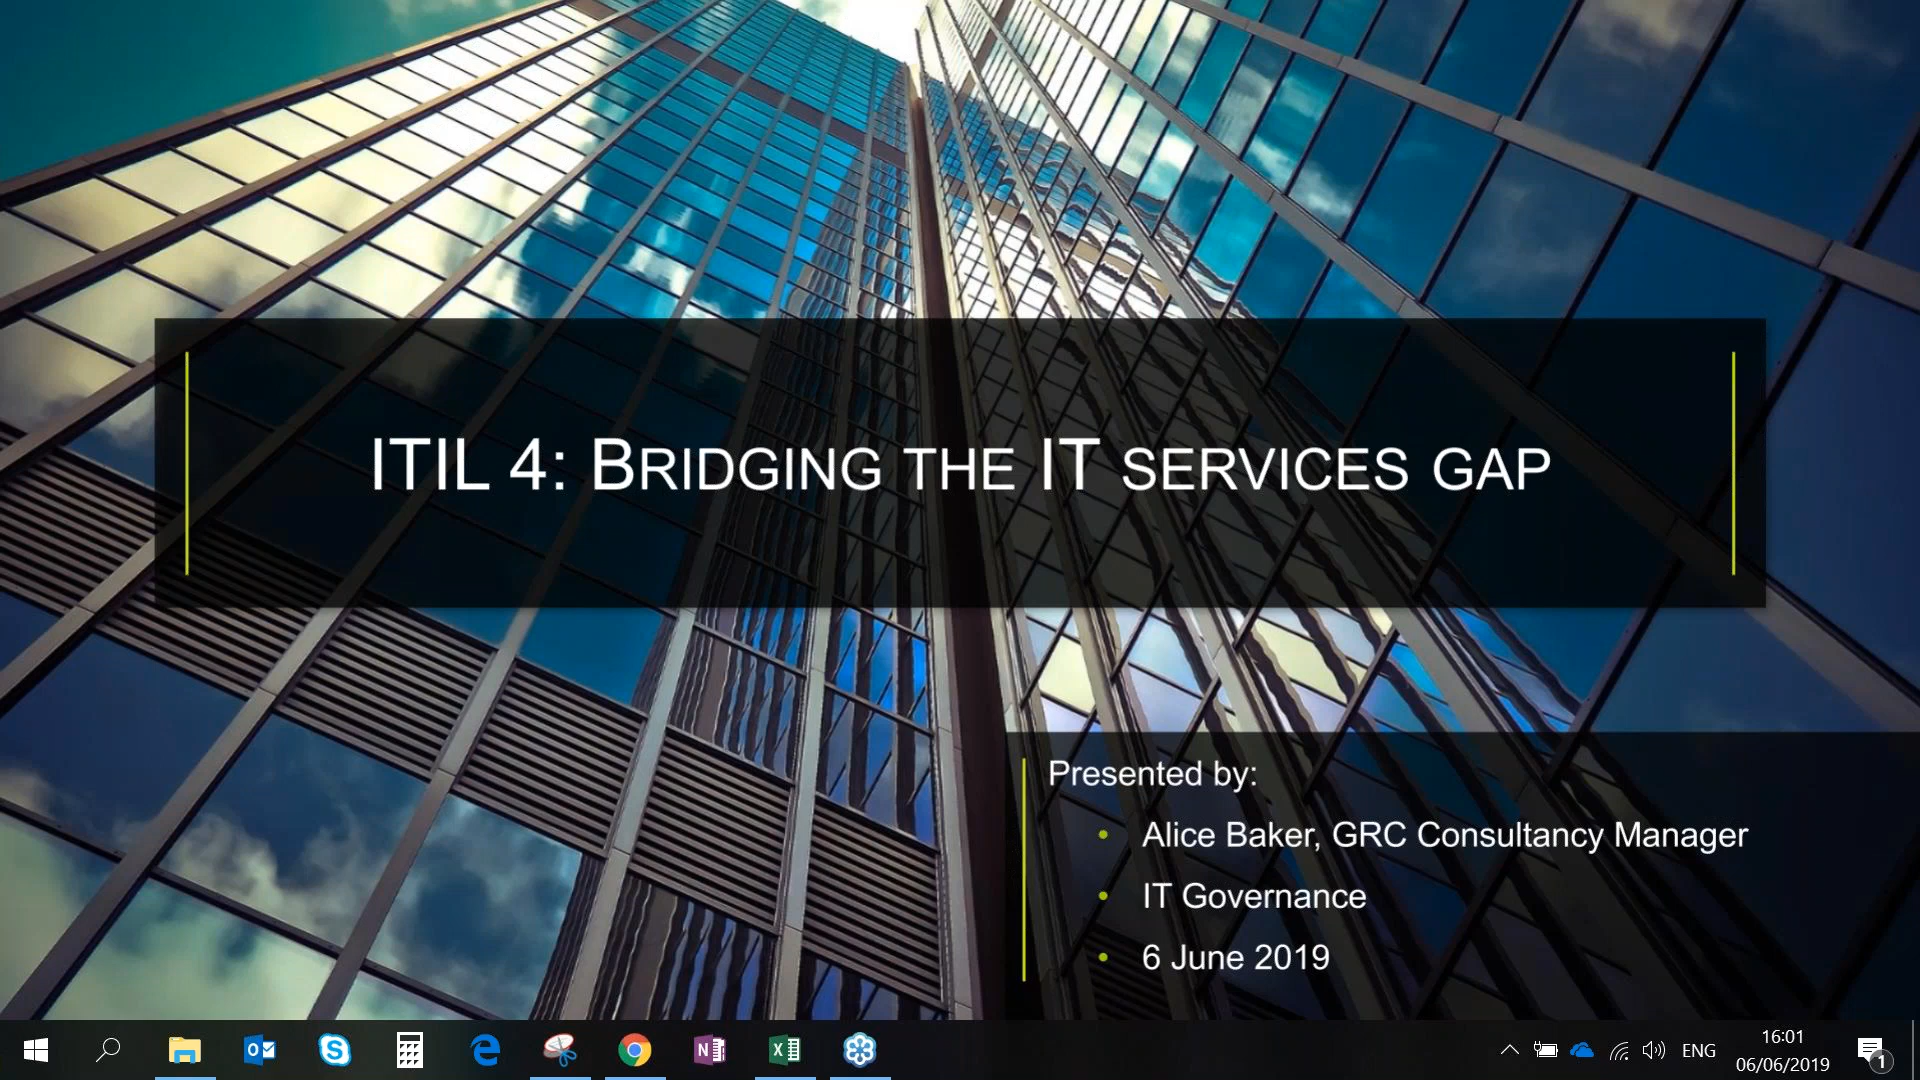 ITIL 4: BRIDGING THE IT SERVICES GAP
Presented by:
• Alice Baker, GRC Consultancy Manager
• IT Governance
• 6 June 2019
ENG
16:01
06/06/2019
1